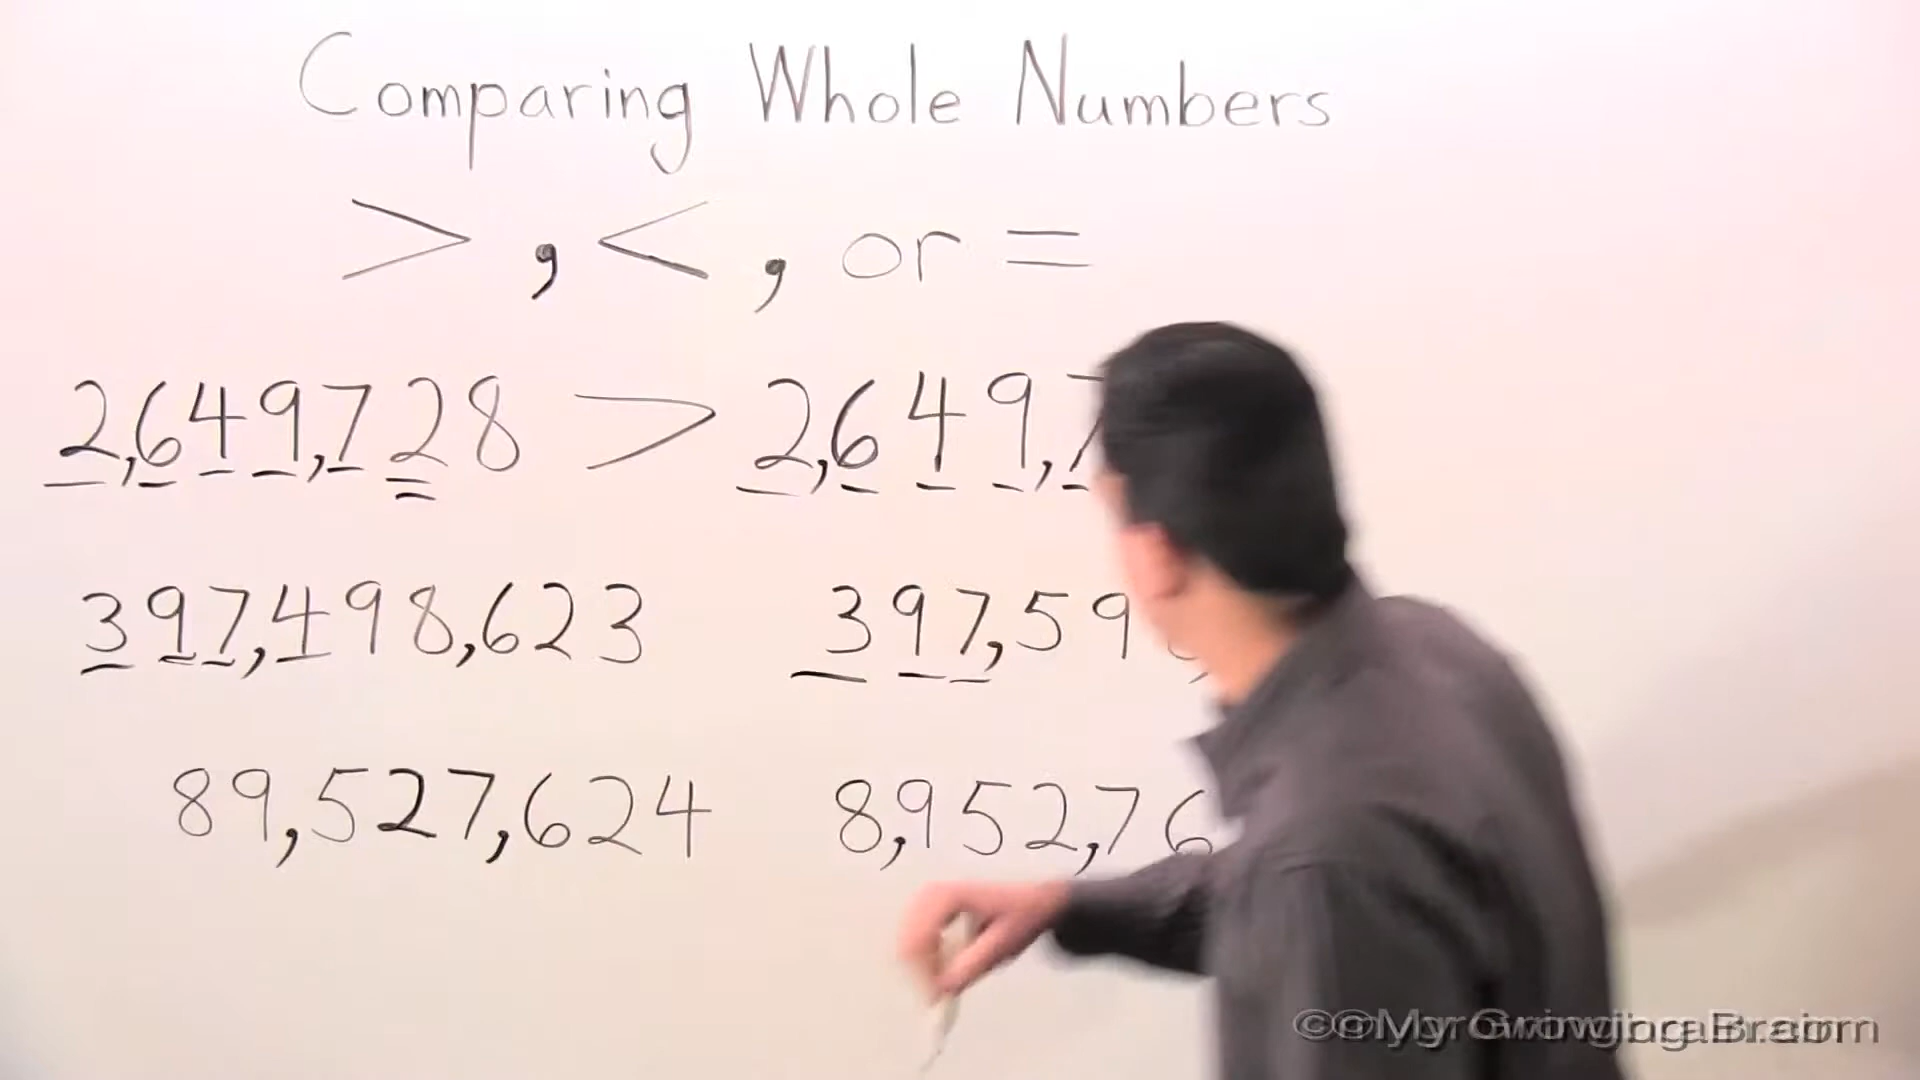 Comparing Whole Numbers
>, <, or =
2,649,728 > 2,649,7
397,498,623 397,59
89,527,624 8,952,76